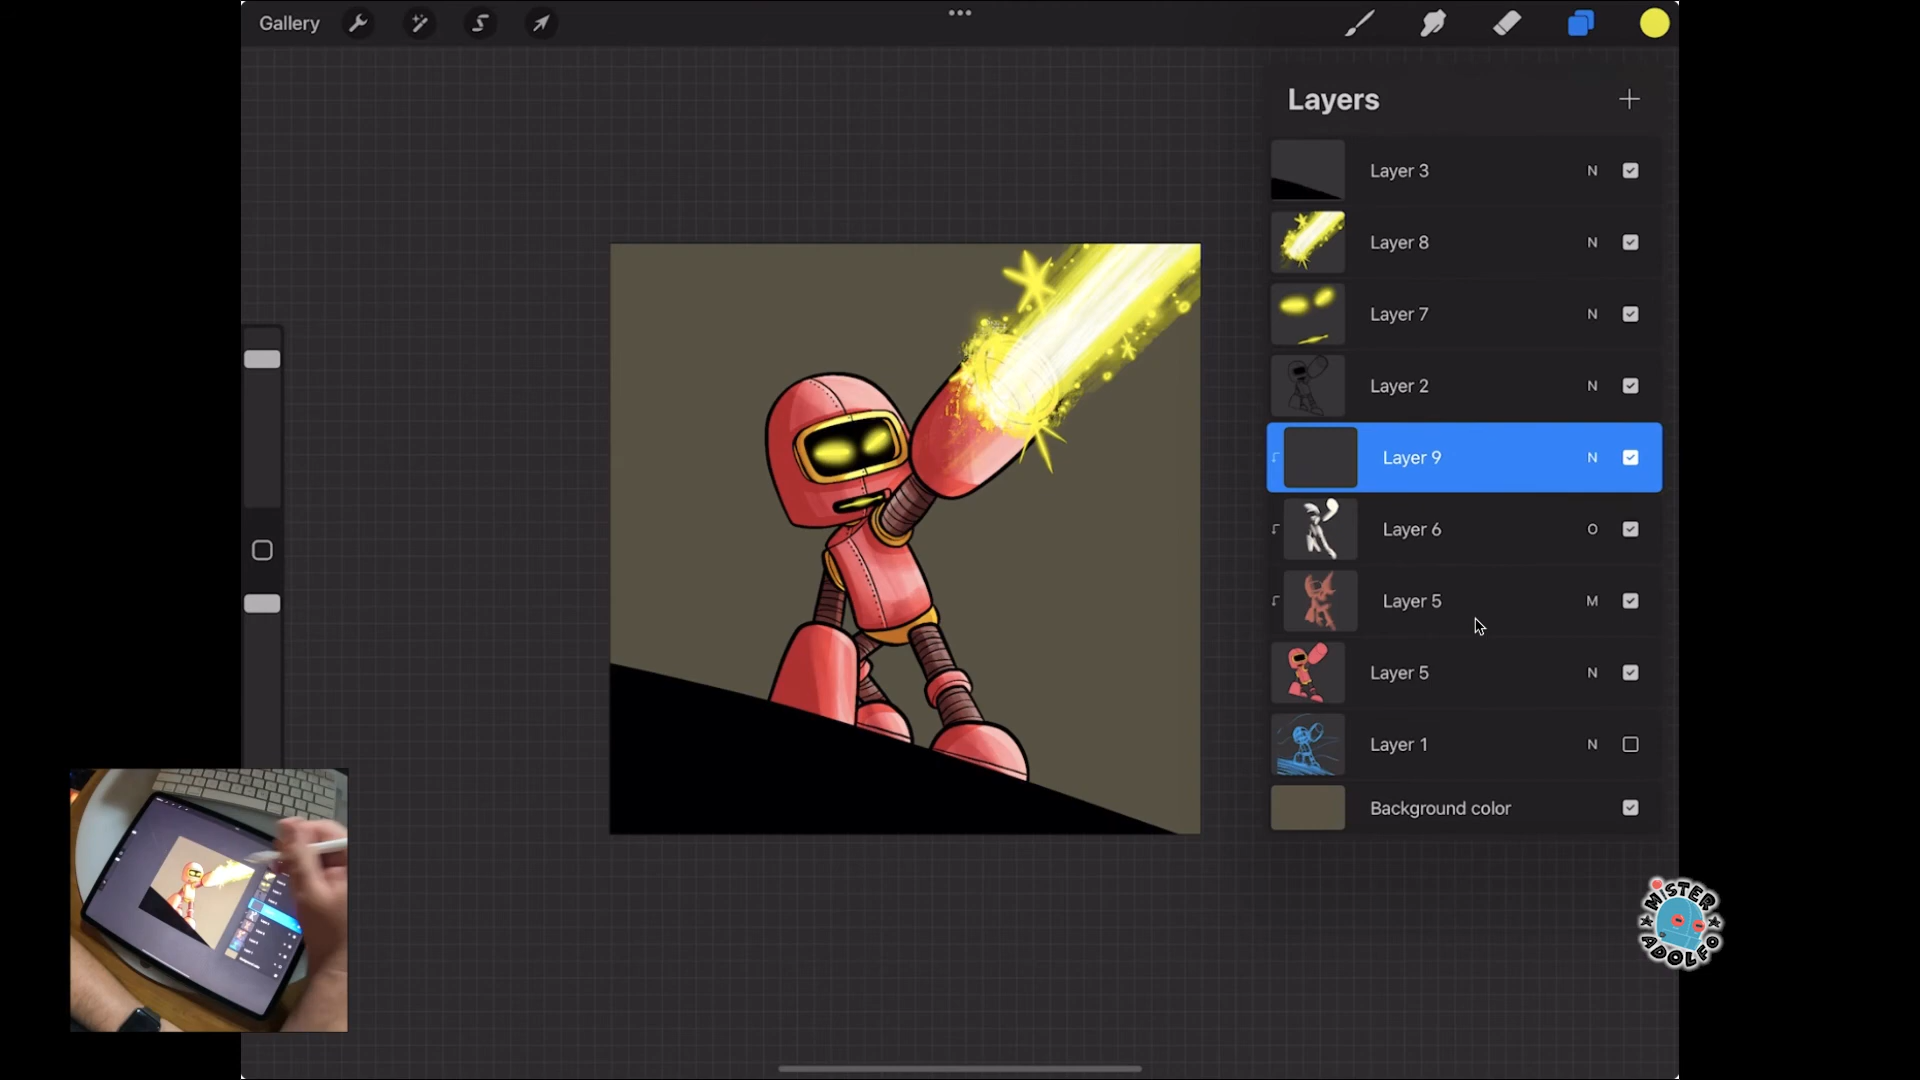 Gallery
Layers
Layer 3 N
Layer 8 N
Layer 7 N
Layer 2 N
Layer 9 N
Layer 6 O
Layer 5 M
Layer 5 N
Layer 1 N
Background color
MISTER
ADOLFO